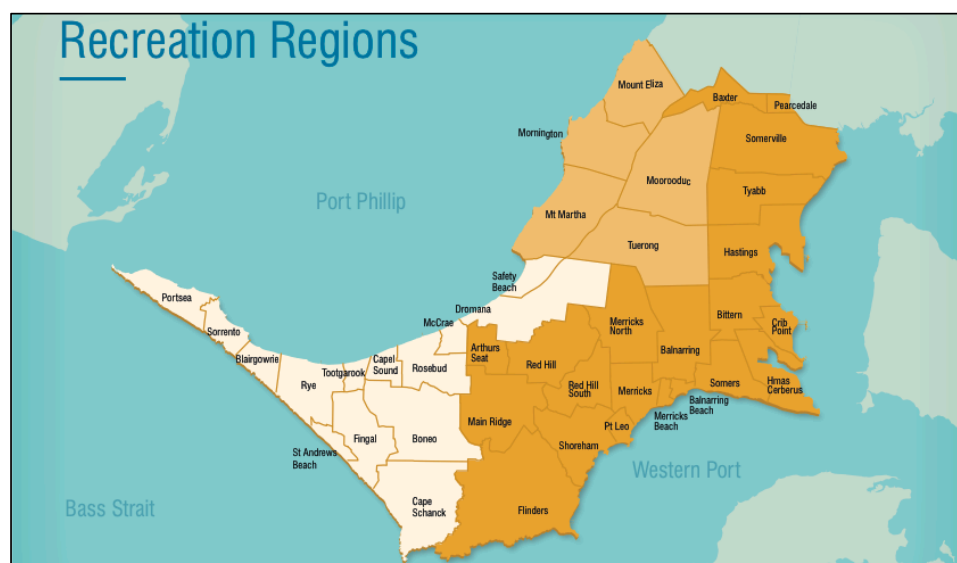 Recreation Regions
Mount Eliza
Baxter
Pearcedale
Mornington
Somerville
Moorooduc
Tyabb
Port Phillip
Mt Martha
Tuerong
Hastings
Safety
Beach
Portsea
Dromana
Sorrento
McCrae
Merricks
North
Bittern
Crib
Point
Arthurs
Seat
Red Hill
Balnarring
Blairgowrie
Capel
Sound
Rosebud
Tootgarook
Rye
Red Hill
South
Merricks
Somers
Hmas
Cerberus
Balnarring
Beach
Merricks
Beach
Main Ridge
Pt Leo
Fingal
Boneo
Shoreham
St Andrews
Beach
Western Port
Cape
Schanck
Flinders
Bass Strait